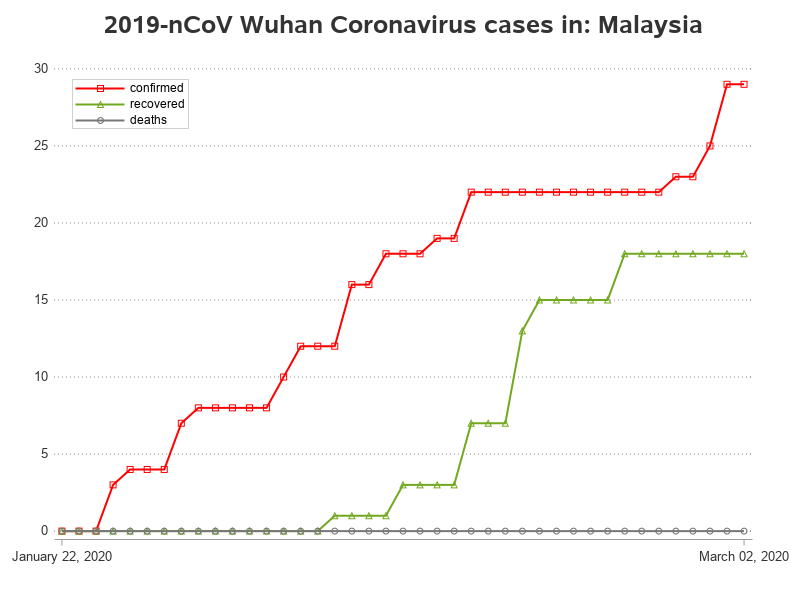 2019-nCoV Wuhan Coronavirus cases in: Malaysia
30
confirmed
recovered
deaths
25
20
15
10
5
0
January 22, 2020
March 02, 2020